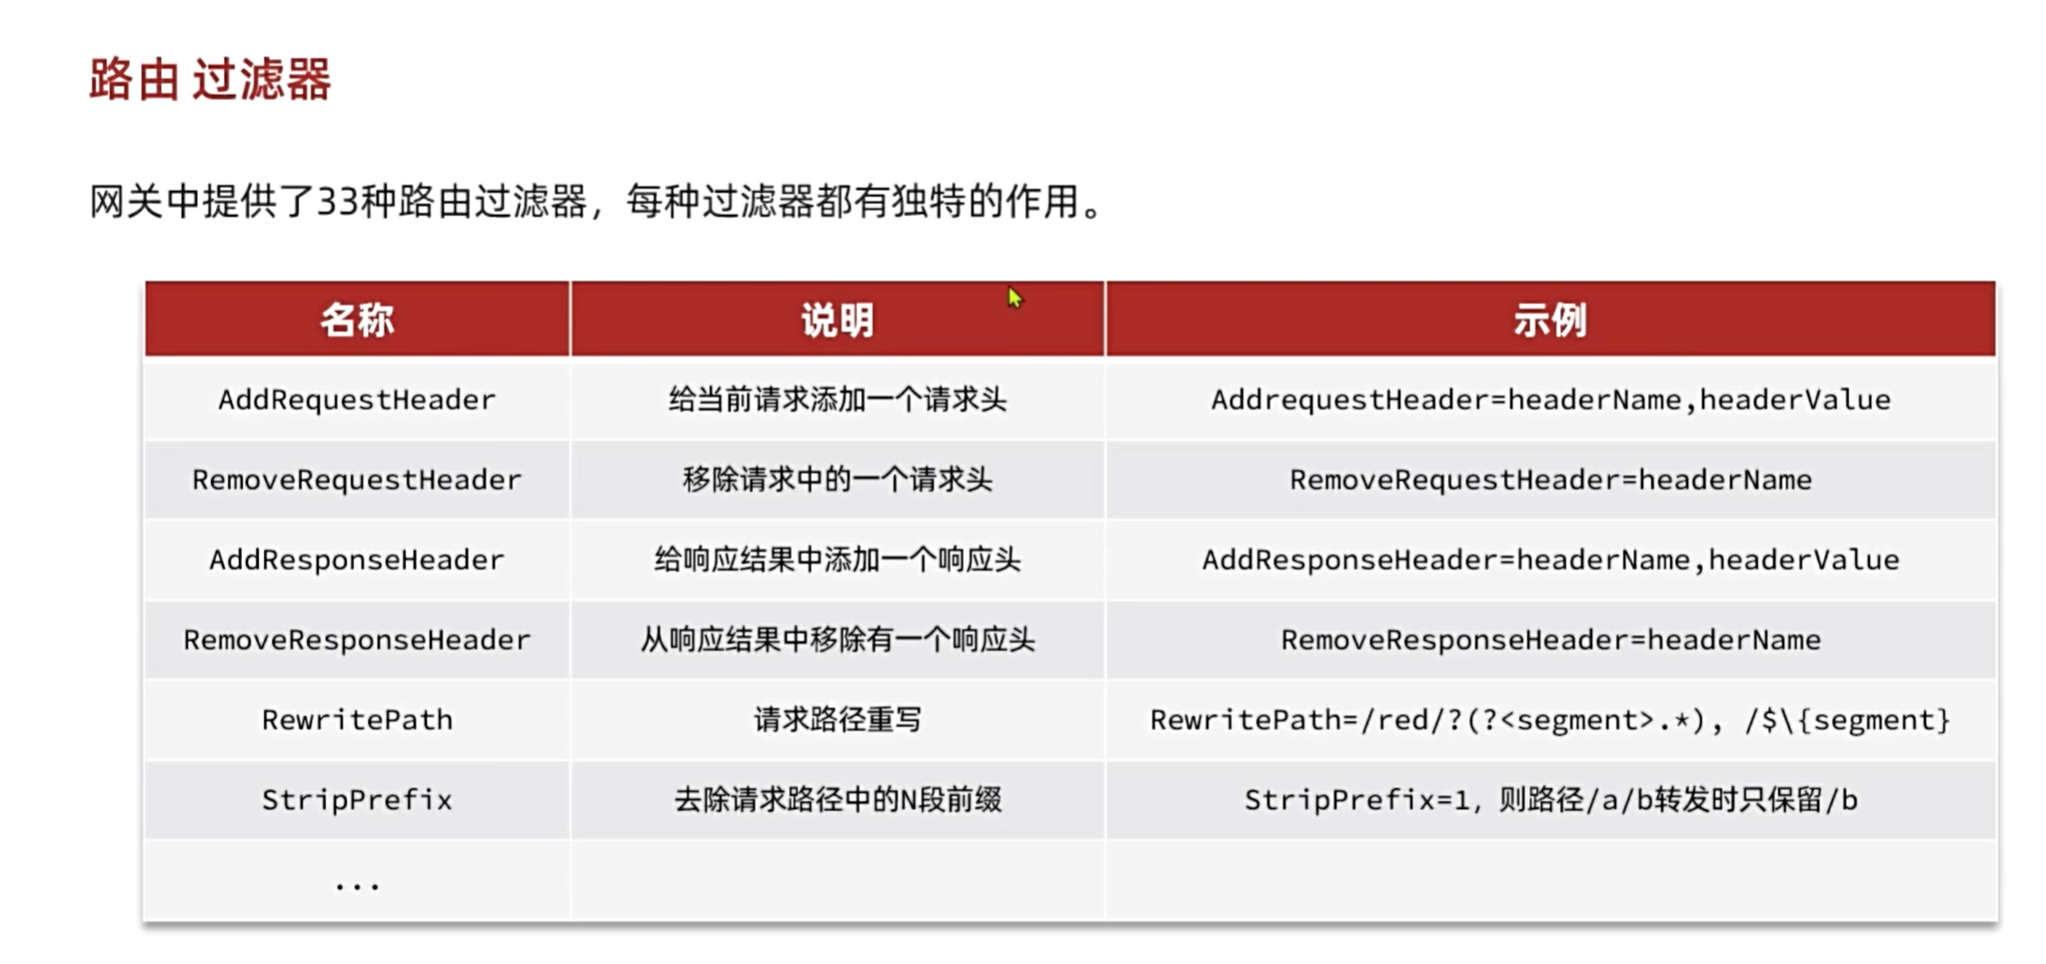 路由 过滤器
网关中提供了33种路由过滤器，每种过滤器都有独特的作用。
名称 说明 示例
AddRequestHeader 给当前请求添加一个请求头 AddrequestHeader=headerName,headerValue
RemoveRequestHeader 移除请求中的一个请求头 RemoveRequestHeader=headerName
AddResponseHeader 给响应结果中添加一个响应头 AddResponseHeader=headerName,headerValue
RemoveResponseHeader 从响应结果中移除有一个响应头 RemoveResponseHeader=headerName
RewritePath 请求路径重写 RewritePath=/red/?(?<segment>.*), /$\{segment}
StripPrefix 去除请求路径中的N段前缀 StripPrefix=1，则路径/a/b转发时只保留/b
...